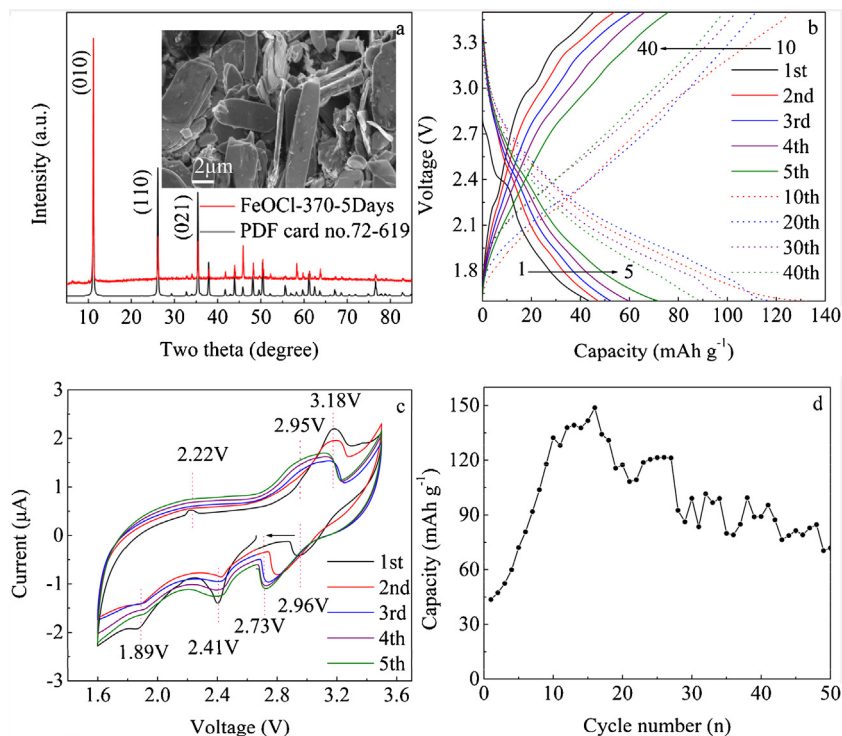 a
(010)
(110)
(021)
2μm
FeOCl-370-5Days
PDF card no.72-619
Intensity (a.u.)
10 20 30 40 50 60 70 80
Two theta (degree)
b
40 10
1st
2nd
3rd
4th
5th
10th
20th
30th
40th
1 5
Voltage (V)
3.3
3.0
2.7
2.4
2.1
1.8
0 20 40 60 80 100 120 140
Capacity (mAh g⁻¹)
c
3.18V
2.95V
2.22V
1st
2nd
3rd
4th
5th
2.96V
2.73V
2.41V
1.89V
Current (μA)
3
2
1
0
-1
-2
-3
1.6 2.0 2.4 2.8 3.2 3.6
Voltage (V)
d
Capacity (mAh g⁻¹)
150
120
90
60
30
0
0 10 20 30 40 50
Cycle number (n)